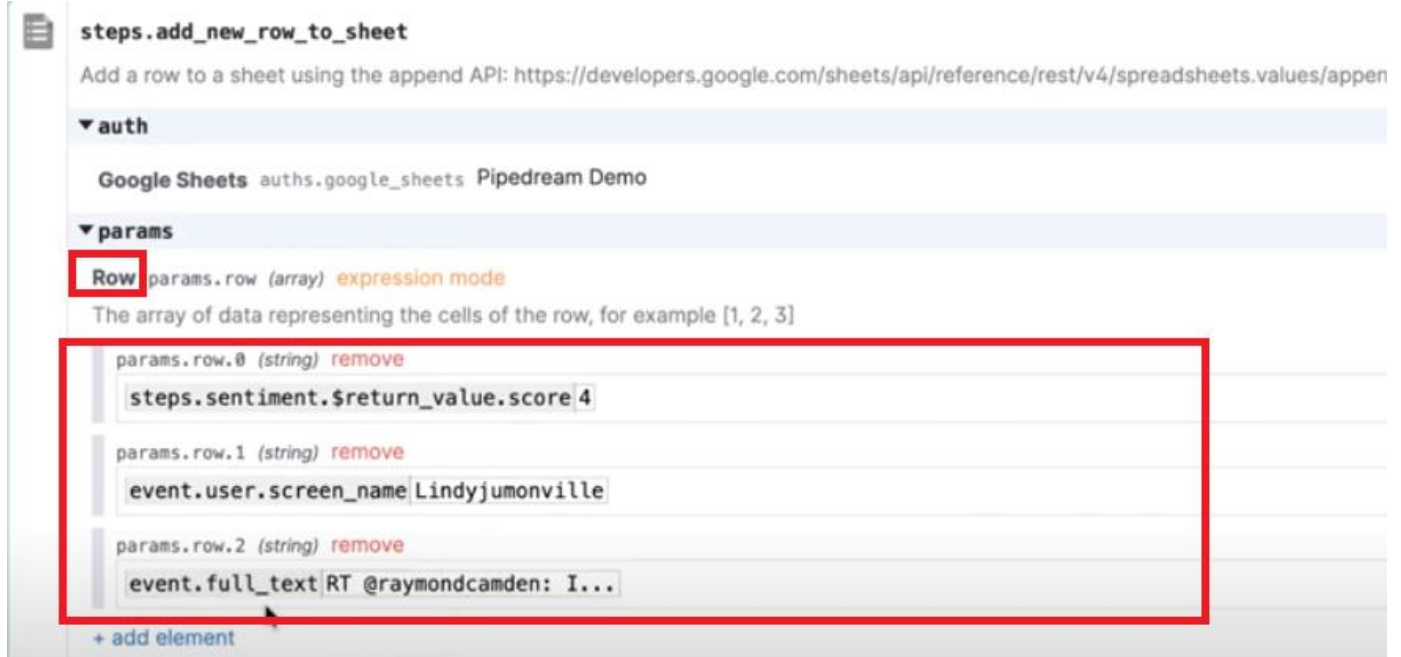 steps.add_new_row_to_sheet
Add a row to a sheet using the append API: https://developers.google.com/sheets/api/reference/rest/v4/spreadsheets.values/appen
▾ auth
Google Sheets auths.google_sheets Pipedream Demo
▾ params
Row params.row (array) expression mode
The array of data representing the cells of the row, for example [1, 2, 3]
params.row.0 (string) remove
steps.sentiment.$return_value.score 4
params.row.1 (string) remove
event.user.screen_name Lindyjumonville
params.row.2 (string) remove
event.full_text RT @raymondcamden: I...
+ add element